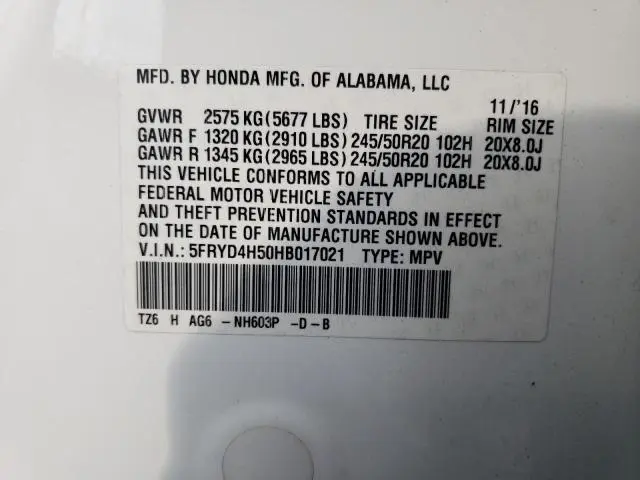 MFD. BY HONDA MFG. OF ALABAMA, LLC
11/'16
GVWR 2575 KG(5677 LBS) TIRE SIZE RIM SIZE
GAWR F 1320 KG(2910 LBS)245/50R20 102H 20X8.0J
GAWR R 1345 KG(2965 LBS)245/50R20 102H 20X8.0J
THIS VEHICLE CONFORMS TO ALL APPLICABLE
FEDERAL MOTOR VEHICLE SAFETY
AND THEFT PREVENTION STANDARDS IN EFFECT
ON THE DATE OF MANUFACTURE SHOWN ABOVE.
V.I.N.: 5FRYD4H50HB017021 TYPE: MPV
TZ6 H AG6 -NH603P -D-B